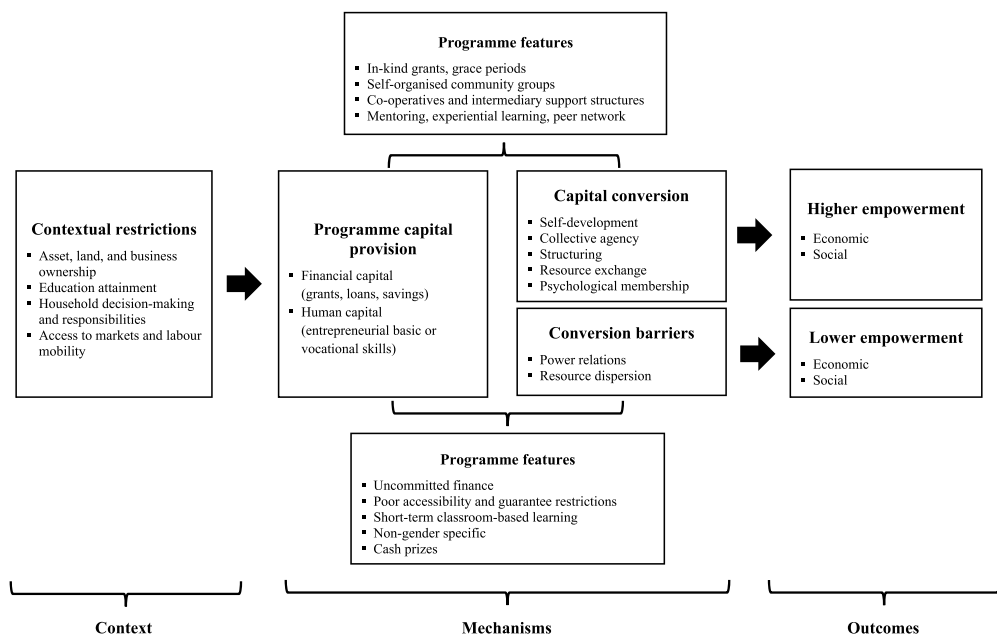 Programme features
▪ In-kind grants, grace periods
▪ Self-organised community groups
▪ Co-operatives and intermediary support structures
▪ Mentoring, experiential learning, peer network
Contextual restrictions
▪ Asset, land, and business
ownership
▪ Education attainment
▪ Household decision-making
and responsibilities
▪ Access to markets and labour
mobility
Programme capital
provision
▪ Financial capital
(grants, loans, savings)
▪ Human capital
(entrepreneurial basic or
vocational skills)
Capital conversion
▪ Self-development
▪ Collective agency
▪ Structuring
▪ Resource exchange
▪ Psychological membership
Conversion barriers
▪ Power relations
▪ Resource dispersion
Higher empowerment
▪ Economic
▪ Social
Lower empowerment
▪ Economic
▪ Social
Programme features
▪ Uncommitted finance
▪ Poor accessibility and guarantee restrictions
▪ Short-term classroom-based learning
▪ Non-gender specific
▪ Cash prizes
Context
Mechanisms
Outcomes